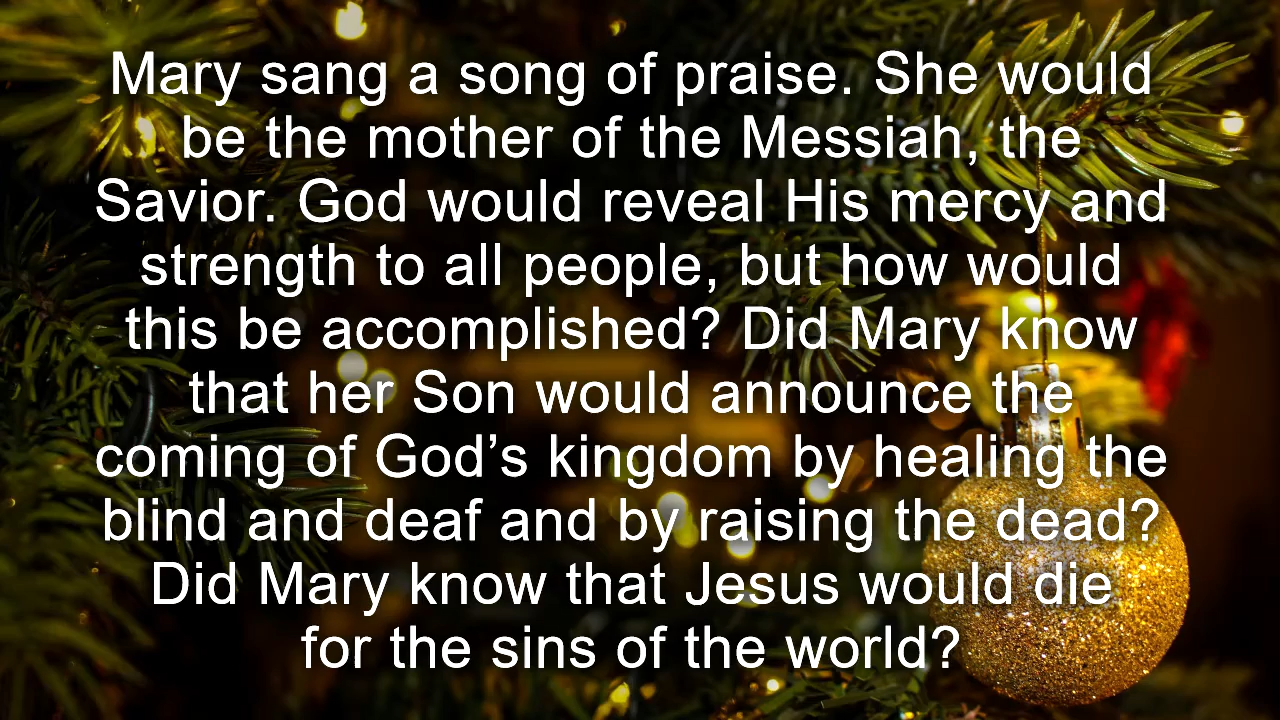 Mary sang a song of praise. She would
be the mother of the Messiah, the
Savior. God would reveal His mercy and
strength to all people, but how would
this be accomplished? Did Mary know
that her Son would announce the
coming of God’s kingdom by healing the
blind and deaf and by raising the dead?
Did Mary know that Jesus would die
for the sins of the world?